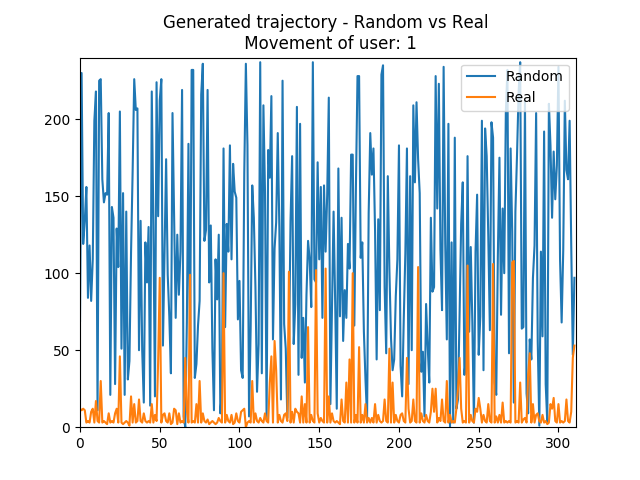 Generated trajectory - Random vs Real
Movement of user: 1
Random
Real
200
150
100
50
0
0 50 100 150 200 250 300